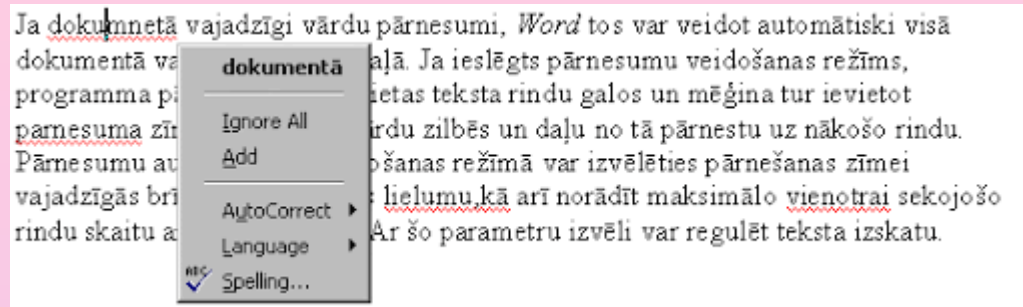 Ja dokumnetā vajadzīgi vārdu pārnesumi, Word tos var veidot automātiski visā
dokumentā va aļā. Ja ieslēgts pārnesumu veidošanas režīms,
programma pā ietas teksta rindu galos un mēģina tur ievietot
parnesuma zīm irdu zilbēs un daļu no tā pārnestu uz nākošo rindu.
Pārnesumu au ošanas režīmā var izvēlēties pārnešanas zīmei
vajadzīgās brī lielumu,kā arī norādīt maksimālo vienotrai sekojošo
rindu skaitu a Ar šo parametru izvēli var regulēt teksta izskatu.
dokumentā
Ignore All
Add
AutoCorrect
Language
ABC Spelling...